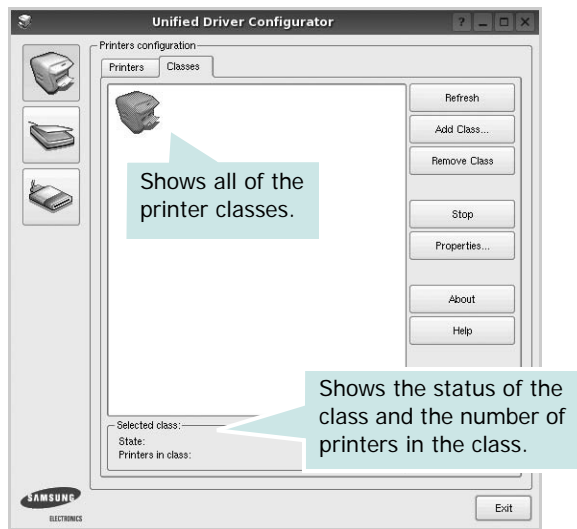 Unified Driver Configurator
Printers configuration
Printers Classes
Refresh
Add Class...
Remove Class
Shows all of the
printer classes.
Stop
Properties...
About
Help
Shows the status of the
class and the number of
printers in the class.
Selected class:
State:
Printers in class:
SAMSUNG
ELECTRONICS
Exit